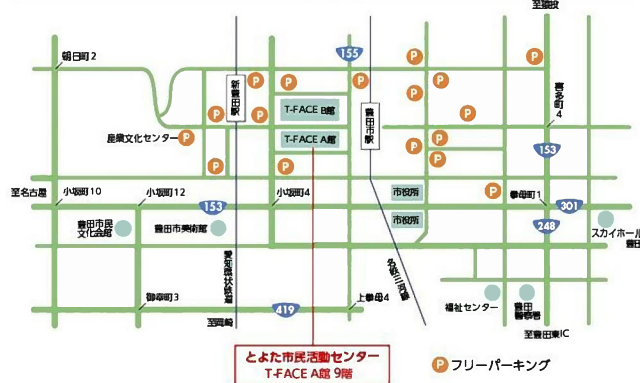 至猿投
朝日町2
155
新豊田駅
T-FACE B館
豊田市駅
喜多町4
産業文化センター
T-FACE A館
153
至名古屋
小坂町10
小坂町12
153
小坂町4
市役所
挙母町1
301
豊田市民
文化会館
豊田市美術館
市役所
248
スカイホール
豊田
愛知環状鉄道
名鉄三河線
御幸町3
419
上挙母4
福祉センター
豊田
警察署
至岡崎
至豊田東IC
とよた市民活動センター
T-FACE A館 9階
P フリーパーキング